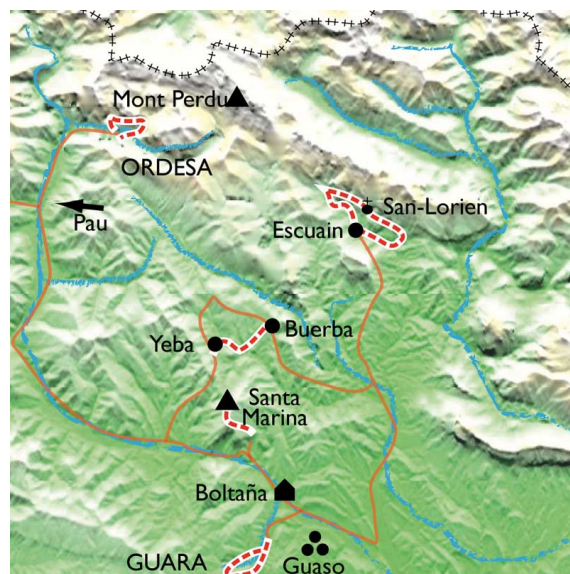 Mont Perdu
ORDESA
San-Lorien
Pau
Escuain
Buerba
Yeba
Santa
Marina
Boltaña
GUARA
Guaso